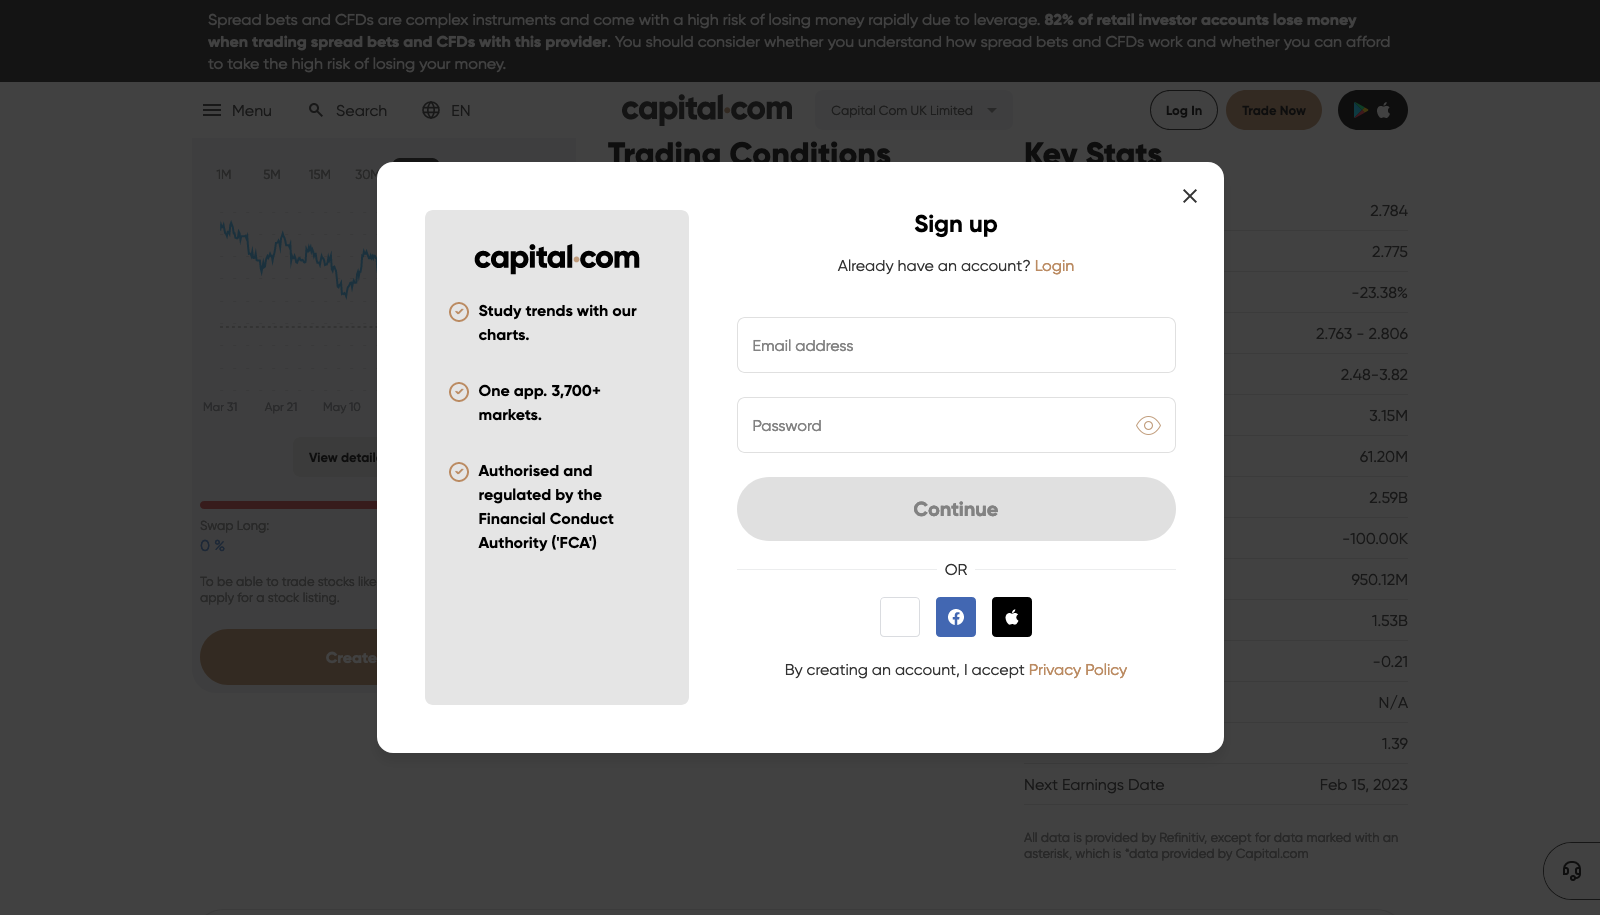 Spread bets and CFDs are complex instruments and come with a high risk of losing money rapidly due to leverage. 82% of retail investor accounts lose money
when trading spread bets and CFDs with this provider. You should consider whether you understand how spread bets and CFDs work and whether you can afford
to take the high risk of losing your money.
Menu
Search
EN
capital.com
Capital Com UK Limited
Log In
Trade Now
Trading Conditions
Key Stats
1M
5M
15M
30M
Mar 31
Apr 21
May 10
Swap Long:
0 %
To be able to trade stocks like
apply for a stock listing.
capital.com
Study trends with our
charts.
One app. 3,700+
markets.
Authorised and
regulated by the
Financial Conduct
Authority ('FCA')
Sign up
Already have an account? Login
Email address
Password
Continue
OR
By creating an account, I accept Privacy Policy
2.784
2.775
-23.38%
2.763 - 2.806
2.48-3.82
3.15M
61.20M
2.59B
-100.00K
950.12M
1.53B
-0.21
N/A
1.39
Next Earnings Date
Feb 15, 2023
All data is provided by Refinitiv, except for data marked with an
asterisk, which is *data provided by Capital.com